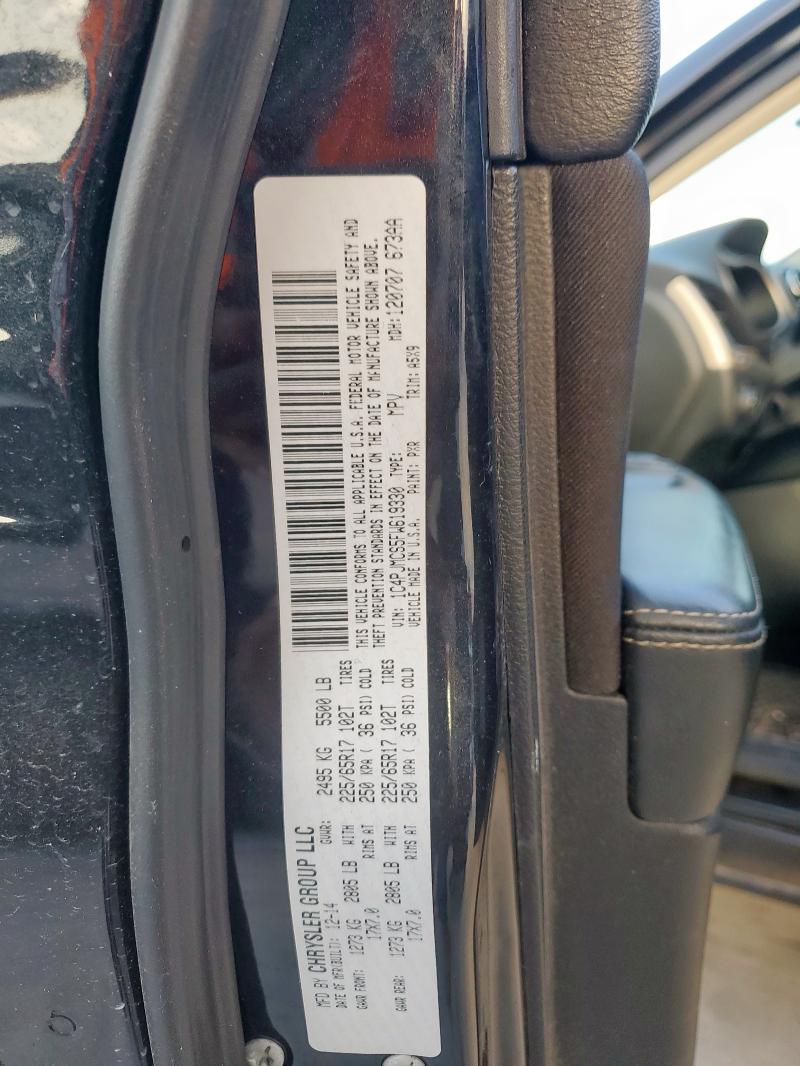 MFD BY CHRYSLER GROUP LLC
DATE OF MFR(BUILT): 12-14 GVWR: 2495 KG 5500 LB
GAWR FRONT: 1273 KG 2805 LB WITH 225/65R17 102T TIRES
17X7.0 RIMS AT 250 KPA ( 36 PSI) COLD
GAWR REAR: 1273 KG 2805 LB WITH 225/65R17 102T TIRES
17X7.0 RIMS AT 250 KPA ( 36 PSI) COLD
THIS VEHICLE CONFORMS TO ALL APPLICABLE U.S.A. FEDERAL MOTOR VEHICLE SAFETY AND
THEFT PREVENTION STANDARDS IN EFFECT ON THE DATE OF MANUFACTURE SHOWN ABOVE.
VIN: 1C4PJMCS5FW619330 TYPE: MPV MDH: 120707 673AA
VEHICLE MADE IN U.S.A. PAINT: PXR TRIM: A5X9